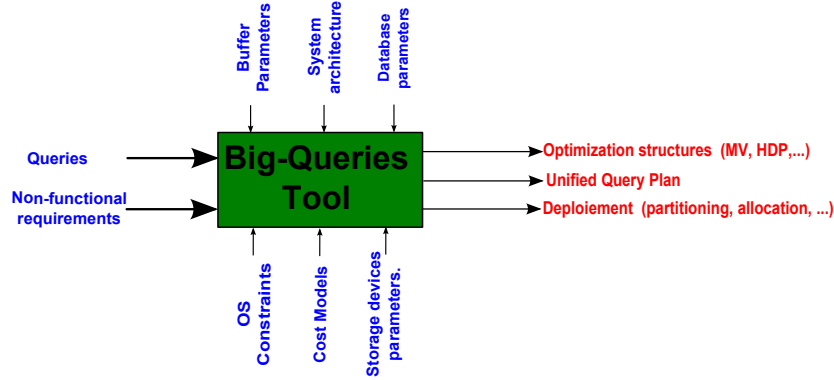 Buffer
Parameters
System
architecture
Database
parameters
Queries
Non-functional
requirements
Big-Queries
Tool
Optimization structures (MV, HDP,...)
Unified Query Plan
Deploiement (partitioning, allocation, ...)
OS
Constraints
Cost Models
Storage devices
parameters.